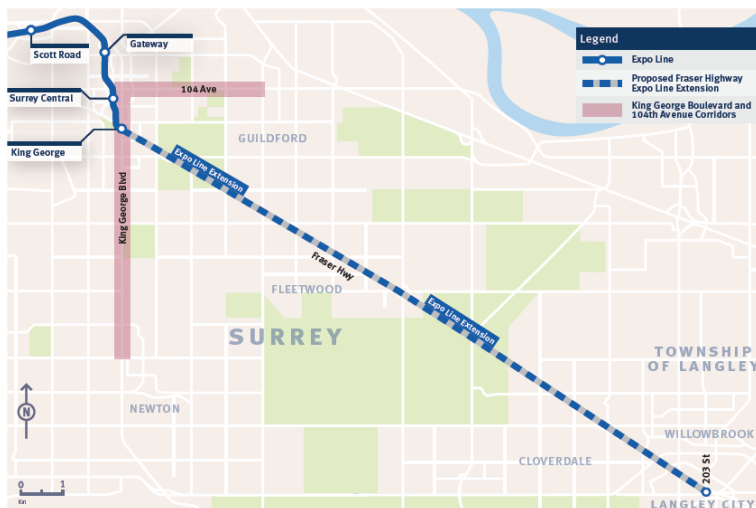 Scott Road
Gateway
Surrey Central
King George
104 Ave
King George Blvd
GUILDFORD
Expo Line Extension
Fraser Hwy
FLEETWOOD
Expo Line Extension
SURREY
NEWTON
CLOVERDALE
TOWNSHIP
OF LANGLEY
WILLOWBROOK
203 St
LANGLEY CITY
Legend
Expo Line
Proposed Fraser Highway
Expo Line Extension
King George Boulevard and
104th Avenue Corridors
N
0 1
Km